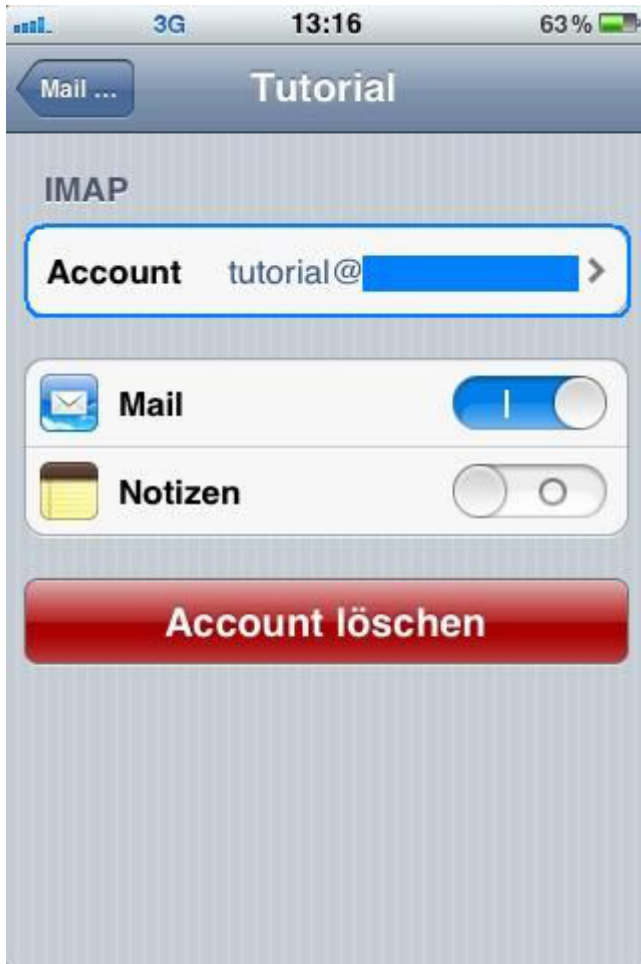 3G 13:16 63 %
Mail ... Tutorial
IMAP
Account tutorial@
Mail
Notizen
Account löschen